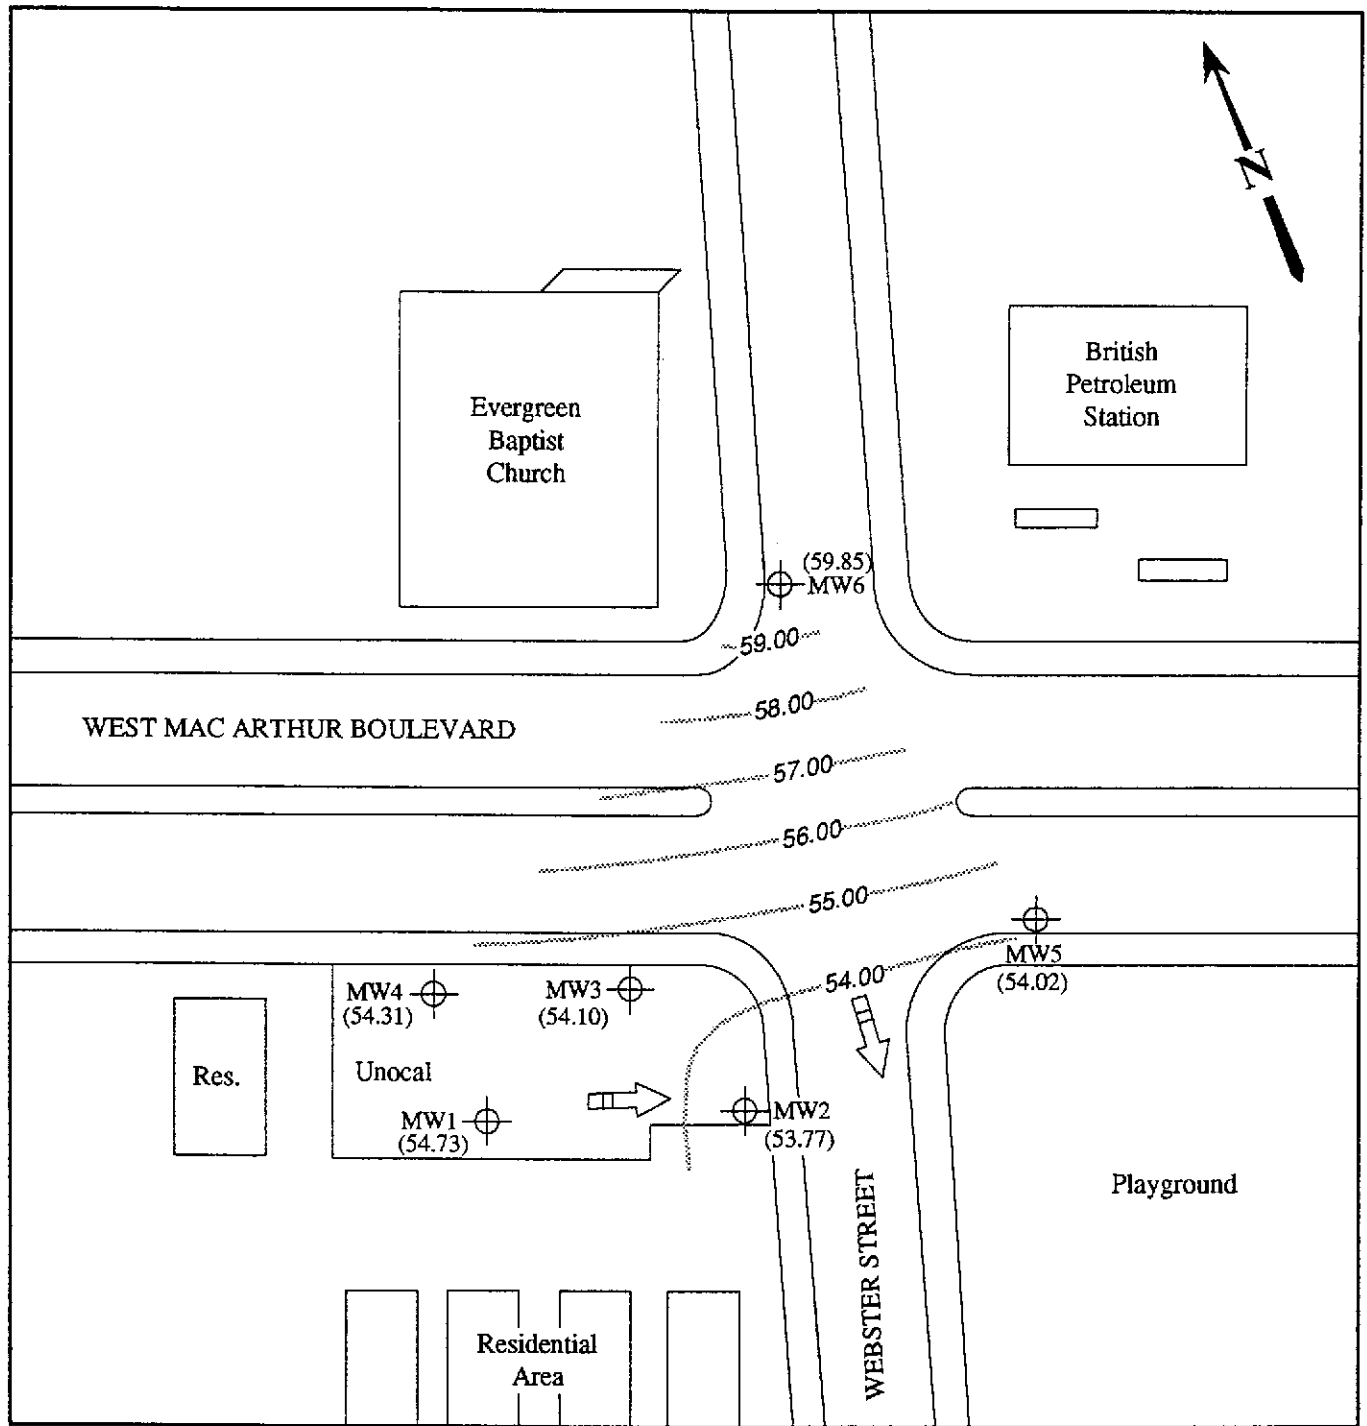 N
Evergreen
Baptist
Church
British
Petroleum
Station
(59.85)
MW6
59.00
58.00
WEST MAC ARTHUR BOULEVARD
57.00
56.00
55.00
54.00
MW5
(54.02)
MW4
(54.31)
MW3
(54.10)
Res.
Unocal
MW1
(54.73)
MW2
(53.77)
Playground
WEBSTER STREET
Residential
Area